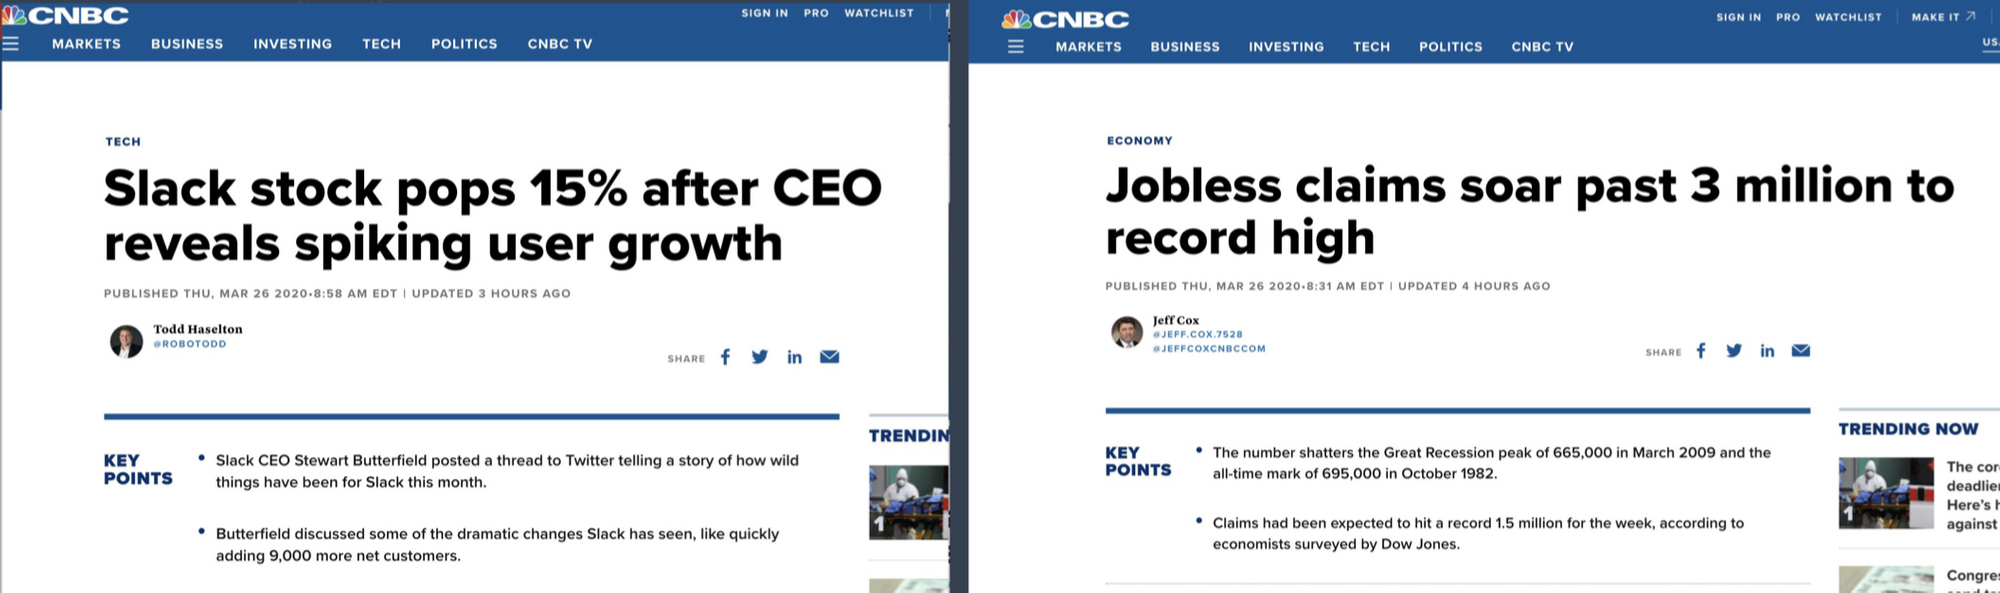 CNBC
SIGN IN PRO WATCHLIST
MARKETS BUSINESS INVESTING TECH POLITICS CNBC TV
TECH
Slack stock pops 15% after CEO
reveals spiking user growth
PUBLISHED THU, MAR 26 2020•8:58 AM EDT | UPDATED 3 HOURS AGO
Todd Haselton
@ROBOTODD
SHARE
KEY
POINTS
• Slack CEO Stewart Butterfield posted a thread to Twitter telling a story of how wild
things have been for Slack this month.
• Butterfield discussed some of the dramatic changes Slack has seen, like quickly
adding 9,000 more net customers.
TRENDIN
1
CNBC
SIGN IN PRO WATCHLIST MAKE IT
US
MARKETS BUSINESS INVESTING TECH POLITICS CNBC TV
ECONOMY
Jobless claims soar past 3 million to
record high
PUBLISHED THU, MAR 26 2020•8:31 AM EDT | UPDATED 4 HOURS AGO
Jeff Cox
@JEFF.COX.7528
@JEFFCOXCNBCCOM
SHARE
KEY
POINTS
• The number shatters the Great Recession peak of 665,000 in March 2009 and the
all-time mark of 695,000 in October 1982.
• Claims had been expected to hit a record 1.5 million for the week, according to
economists surveyed by Dow Jones.
TRENDING NOW
1
The cor
deadlie
Here's h
against
Congre